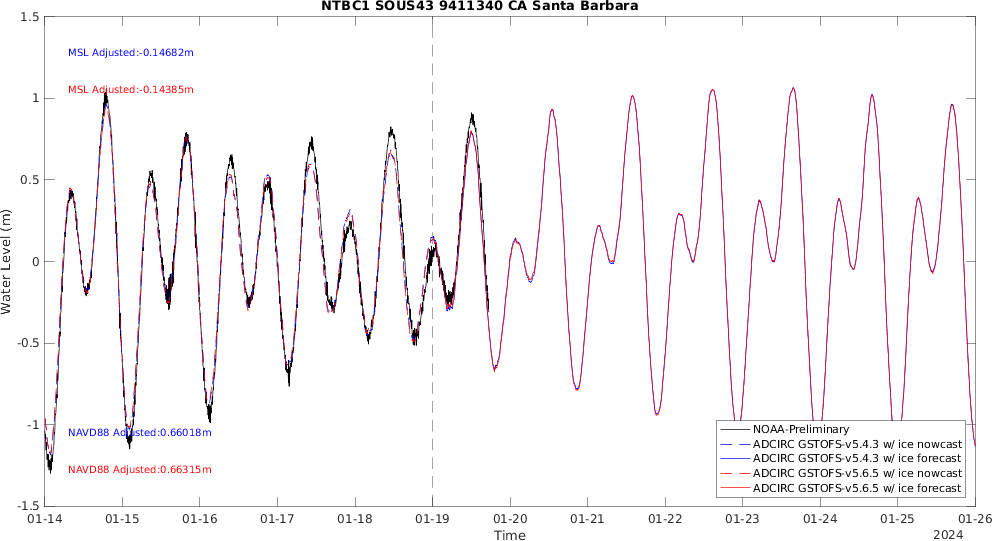 NTBC1 SOUS43 9411340 CA Santa Barbara
1.5
1
0.5
0
-0.5
-1
-1.5
Water Level (m)
MSL Adjusted:-0.14682m
MSL Adjusted:-0.14385m
NAVD88 Adjusted:0.66018m
NAVD88 Adjusted:0.66315m
NOAA-Preliminary
ADCIRC GSTOFS-v5.4.3 w/ ice nowcast
ADCIRC GSTOFS-v5.4.3 w/ ice forecast
ADCIRC GSTOFS-v5.6.5 w/ ice nowcast
ADCIRC GSTOFS-v5.6.5 w/ ice forecast
01-14 01-15 01-16 01-17 01-18 01-19 01-20 01-21 01-22 01-23 01-24 01-25 01-26
Time
2024